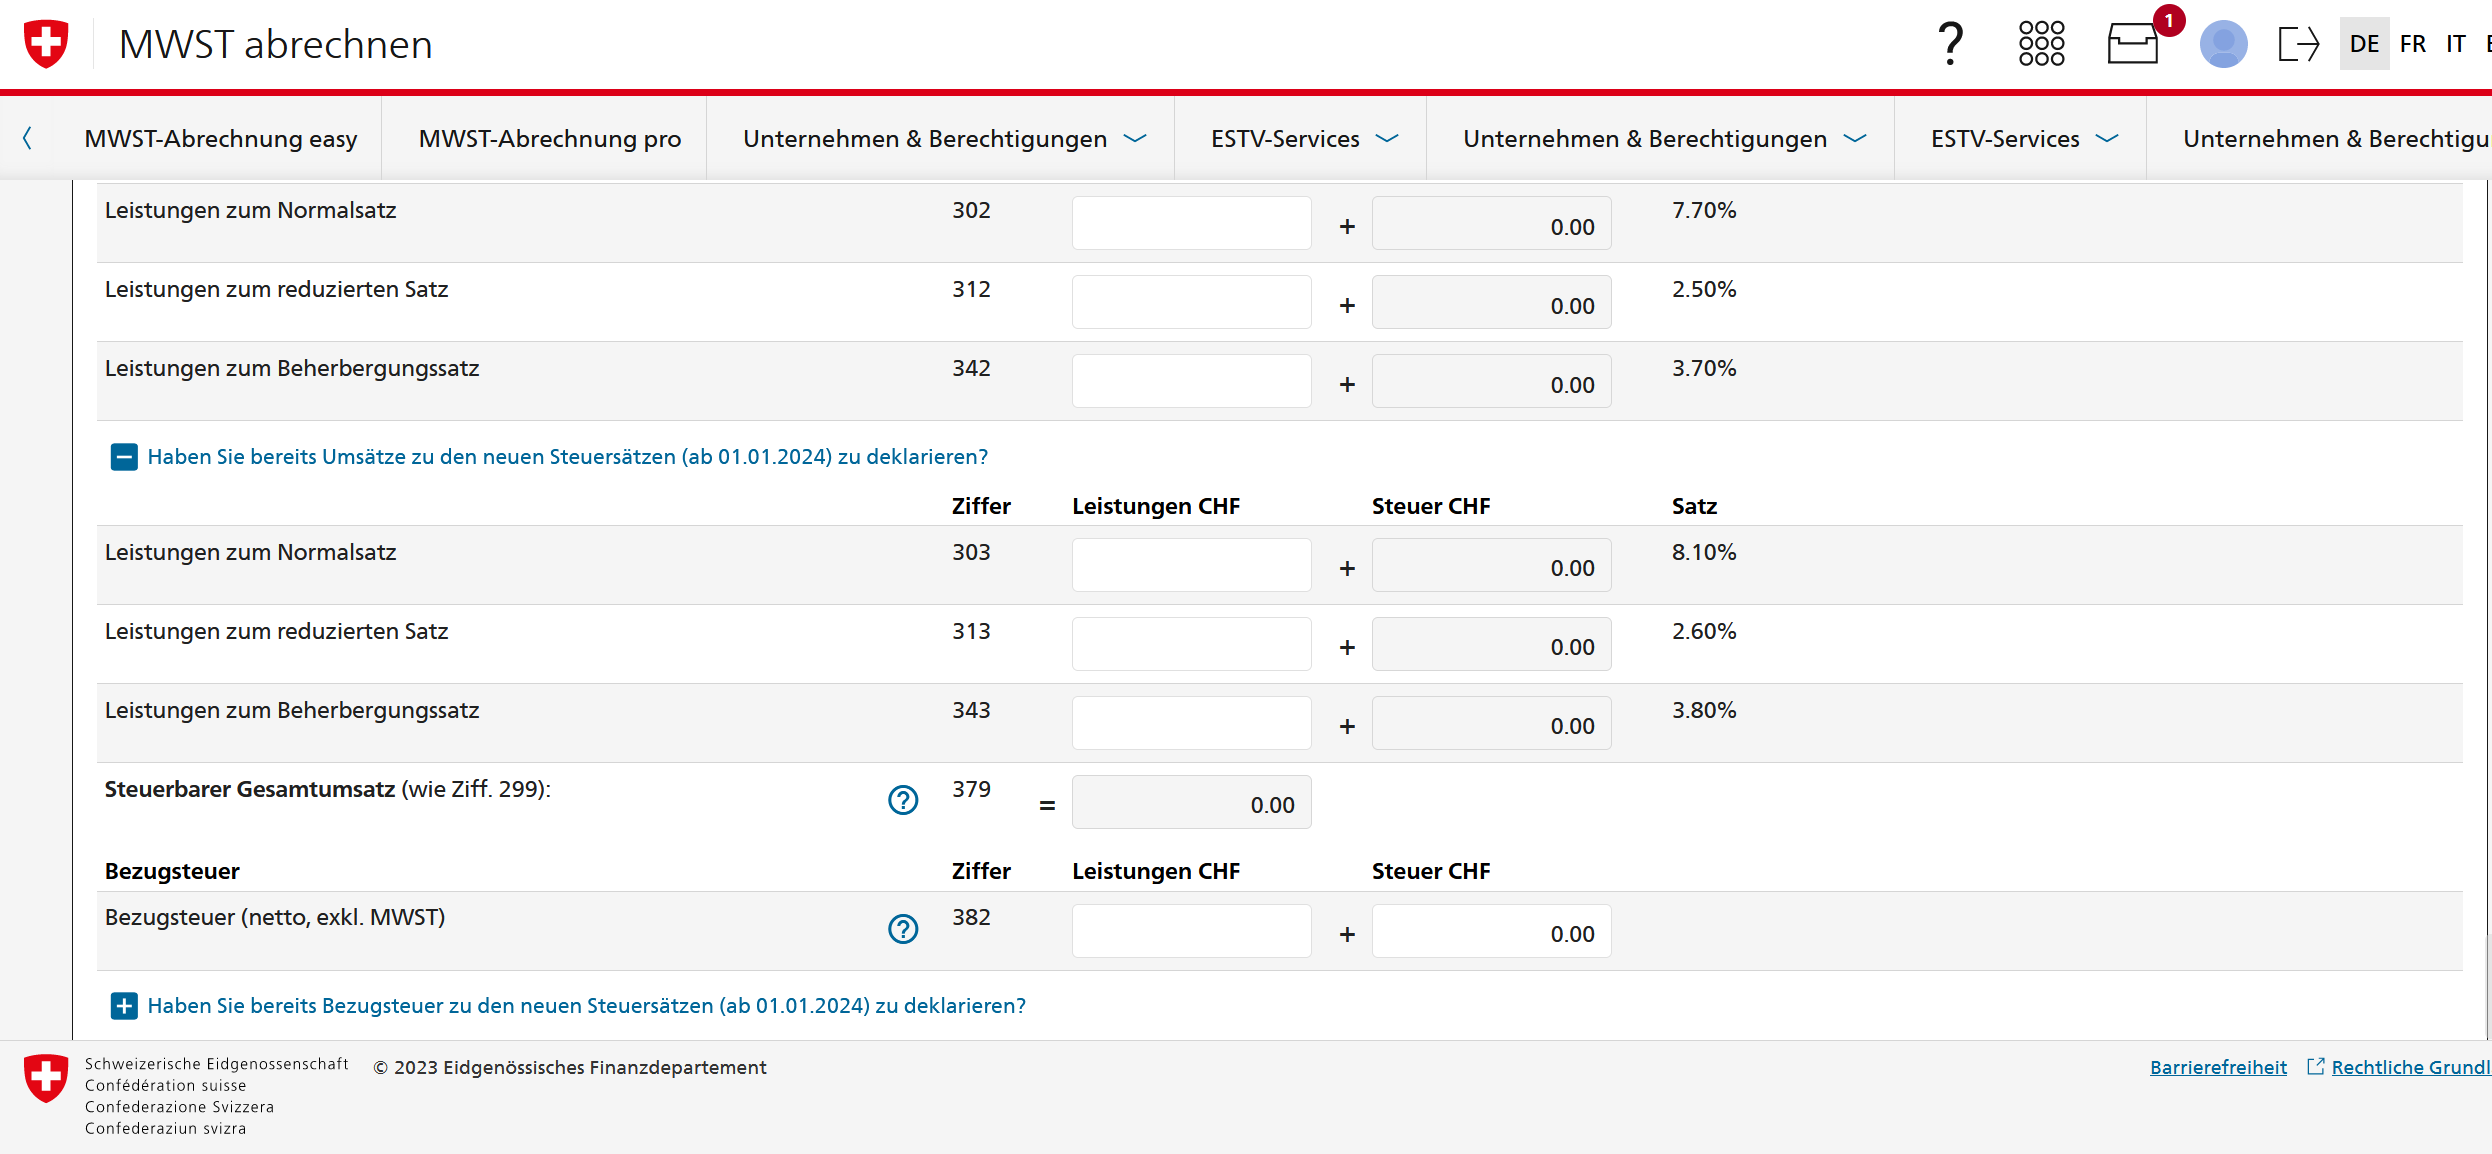 MWST abrechnen
? 1 DE FR IT
MWST-Abrechnung easy MWST-Abrechnung pro Unternehmen & Berechtigungen ESTV-Services Unternehmen & Berechtigungen ESTV-Services Unternehmen & Berechtigu
Leistungen zum Normalsatz 302 + 0.00 7.70%
Leistungen zum reduzierten Satz 312 + 0.00 2.50%
Leistungen zum Beherbergungssatz 342 + 0.00 3.70%
Haben Sie bereits Umsätze zu den neuen Steuersätzen (ab 01.01.2024) zu deklarieren?
Ziffer Leistungen CHF Steuer CHF Satz
Leistungen zum Normalsatz 303 + 0.00 8.10%
Leistungen zum reduzierten Satz 313 + 0.00 2.60%
Leistungen zum Beherbergungssatz 343 + 0.00 3.80%
Steuerbarer Gesamtumsatz (wie Ziff. 299): ? 379 = 0.00
Bezugsteuer Ziffer Leistungen CHF Steuer CHF
Bezugsteuer (netto, exkl. MWST) ? 382 + 0.00
Haben Sie bereits Bezugsteuer zu den neuen Steuersätzen (ab 01.01.2024) zu deklarieren?
Schweizerische Eidgenossenschaft
Confédération suisse
Confederazione Svizzera
Confederaziun svizra
© 2023 Eidgenössisches Finanzdepartement
Barrierefreiheit Rechtliche Grundl